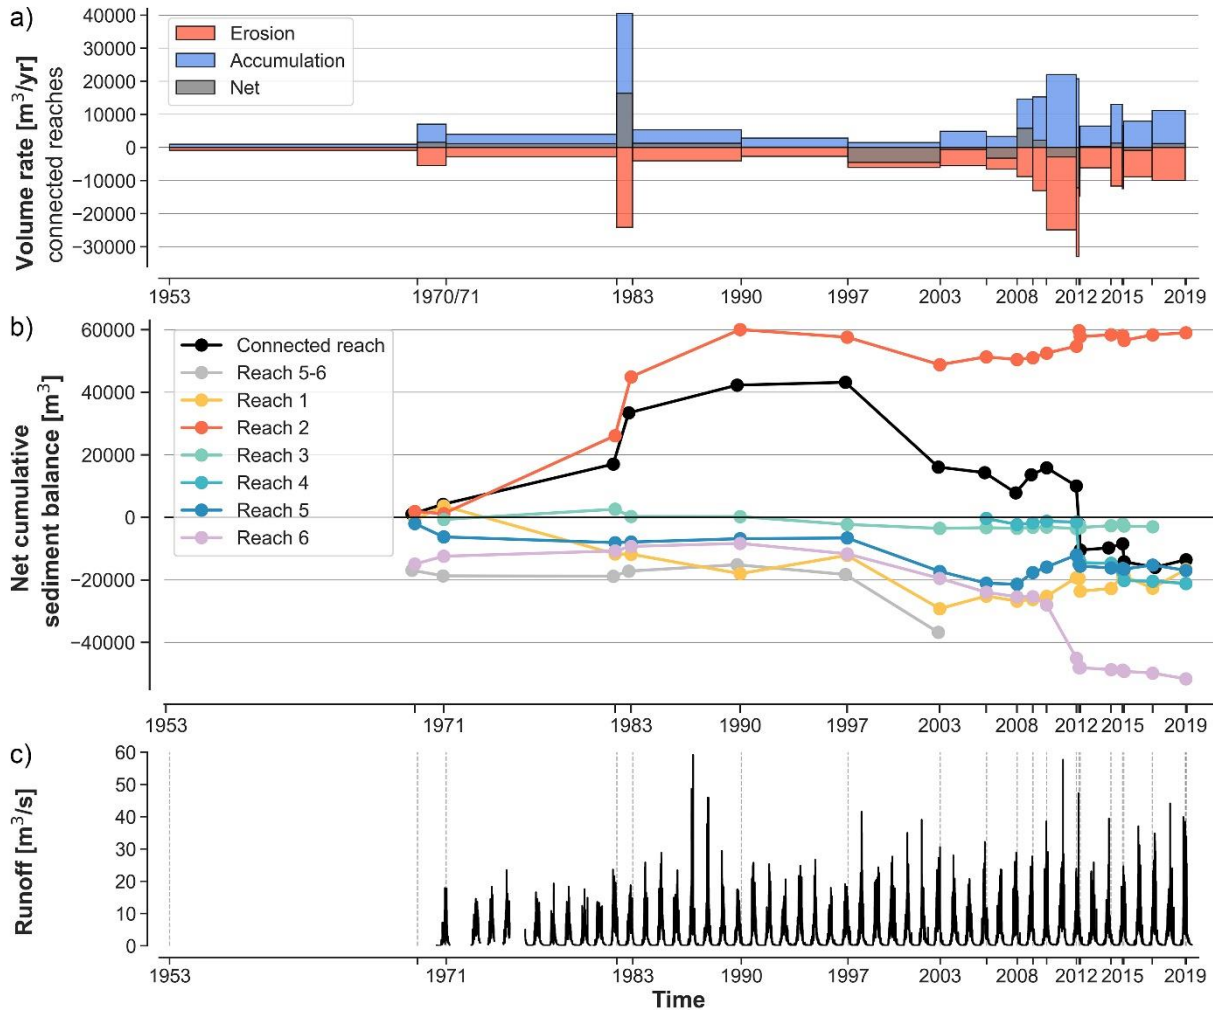 a)
Volume rate [m³/yr]
connected reaches
40000
30000
20000
10000
0
−10000
−20000
−30000
Erosion
Accumulation
Net
1953
1970/71
1983
1990
1997
2003
2008
2012
2015
2019
b)
Net cumulative
sediment balance [m³]
60000
40000
20000
0
−20000
−40000
Connected reach
Reach 5-6
Reach 1
Reach 2
Reach 3
Reach 4
Reach 5
Reach 6
1953
1971
1983
1990
1997
2003
2008
2012
2015
2019
c)
Runoff [m³/s]
60
50
40
30
20
10
0
1953
1971
1983
1990
1997
2003
2008
2012
2015
2019
Time